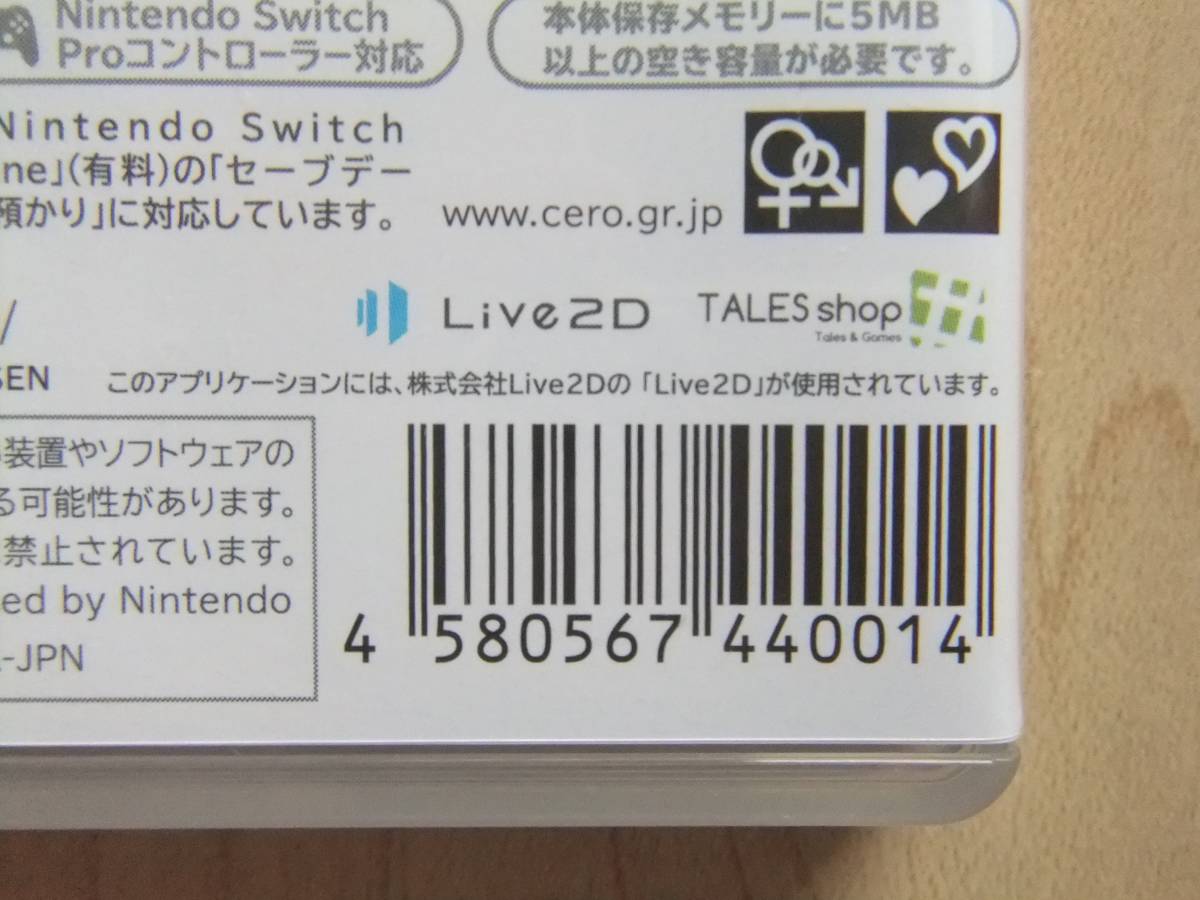 Nintendo Switch
Proコントローラー対応
本体保存メモリーに5MB
以上の空き容量が必要です。
Nintendo Switch
ine」(有料)の「セーブデー
預かり」に対応しています。
www.cero.gr.jp
Live2D
TALES shop
Tales & Games
/
SEN
このアプリケーションには、株式会社Live2Dの「Live2D」が使用されています。
装置やソフトウェアの
る可能性があります。
禁止されています。
ed by Nintendo
-JPN
4 580567 440014